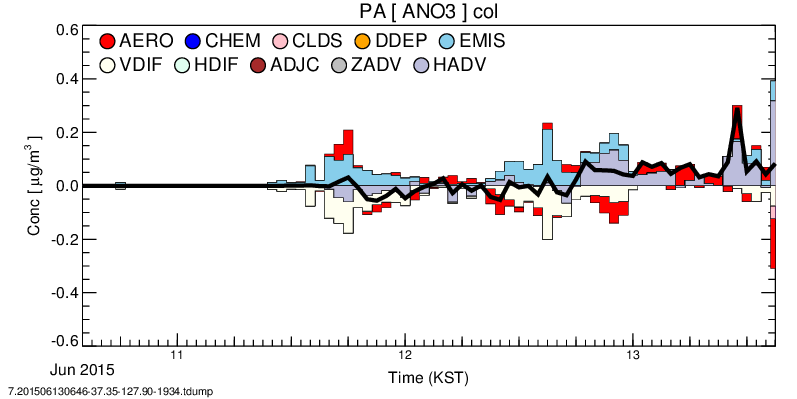 PA [ ANO3 ] col
AERO CHEM CLDS DDEP EMIS
VDIF HDIF ADJC ZADV HADV
0.6
0.4
0.2
0.0
-0.2
-0.4
-0.6
Conc [ µg/m³ ]
11 12 13
Jun 2015
Time (KST)
7.201506130646-37.35-127.90-1934.tdump